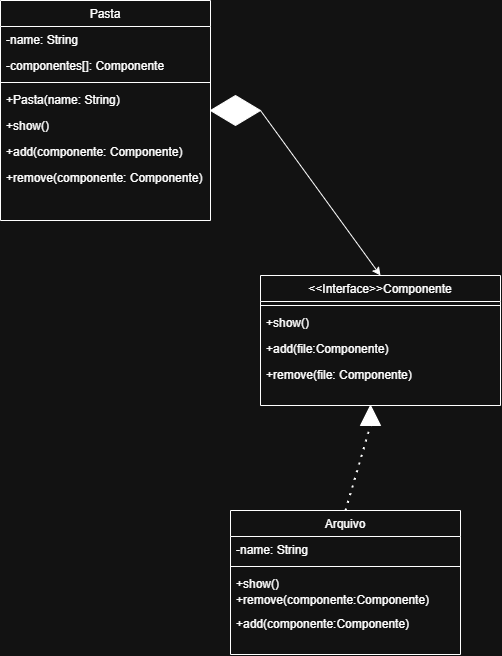 Pasta
-name: String
-componentes[]: Componente
+Pasta(name: String)
+show()
+add(componente: Componente)
+remove(componente: Componente)
<<Interface>>Componente
+show()
+add(file:Componente)
+remove(file: Componente)
Arquivo
-name: String
+show()
+remove(componente:Componente)
+add(componente:Componente)